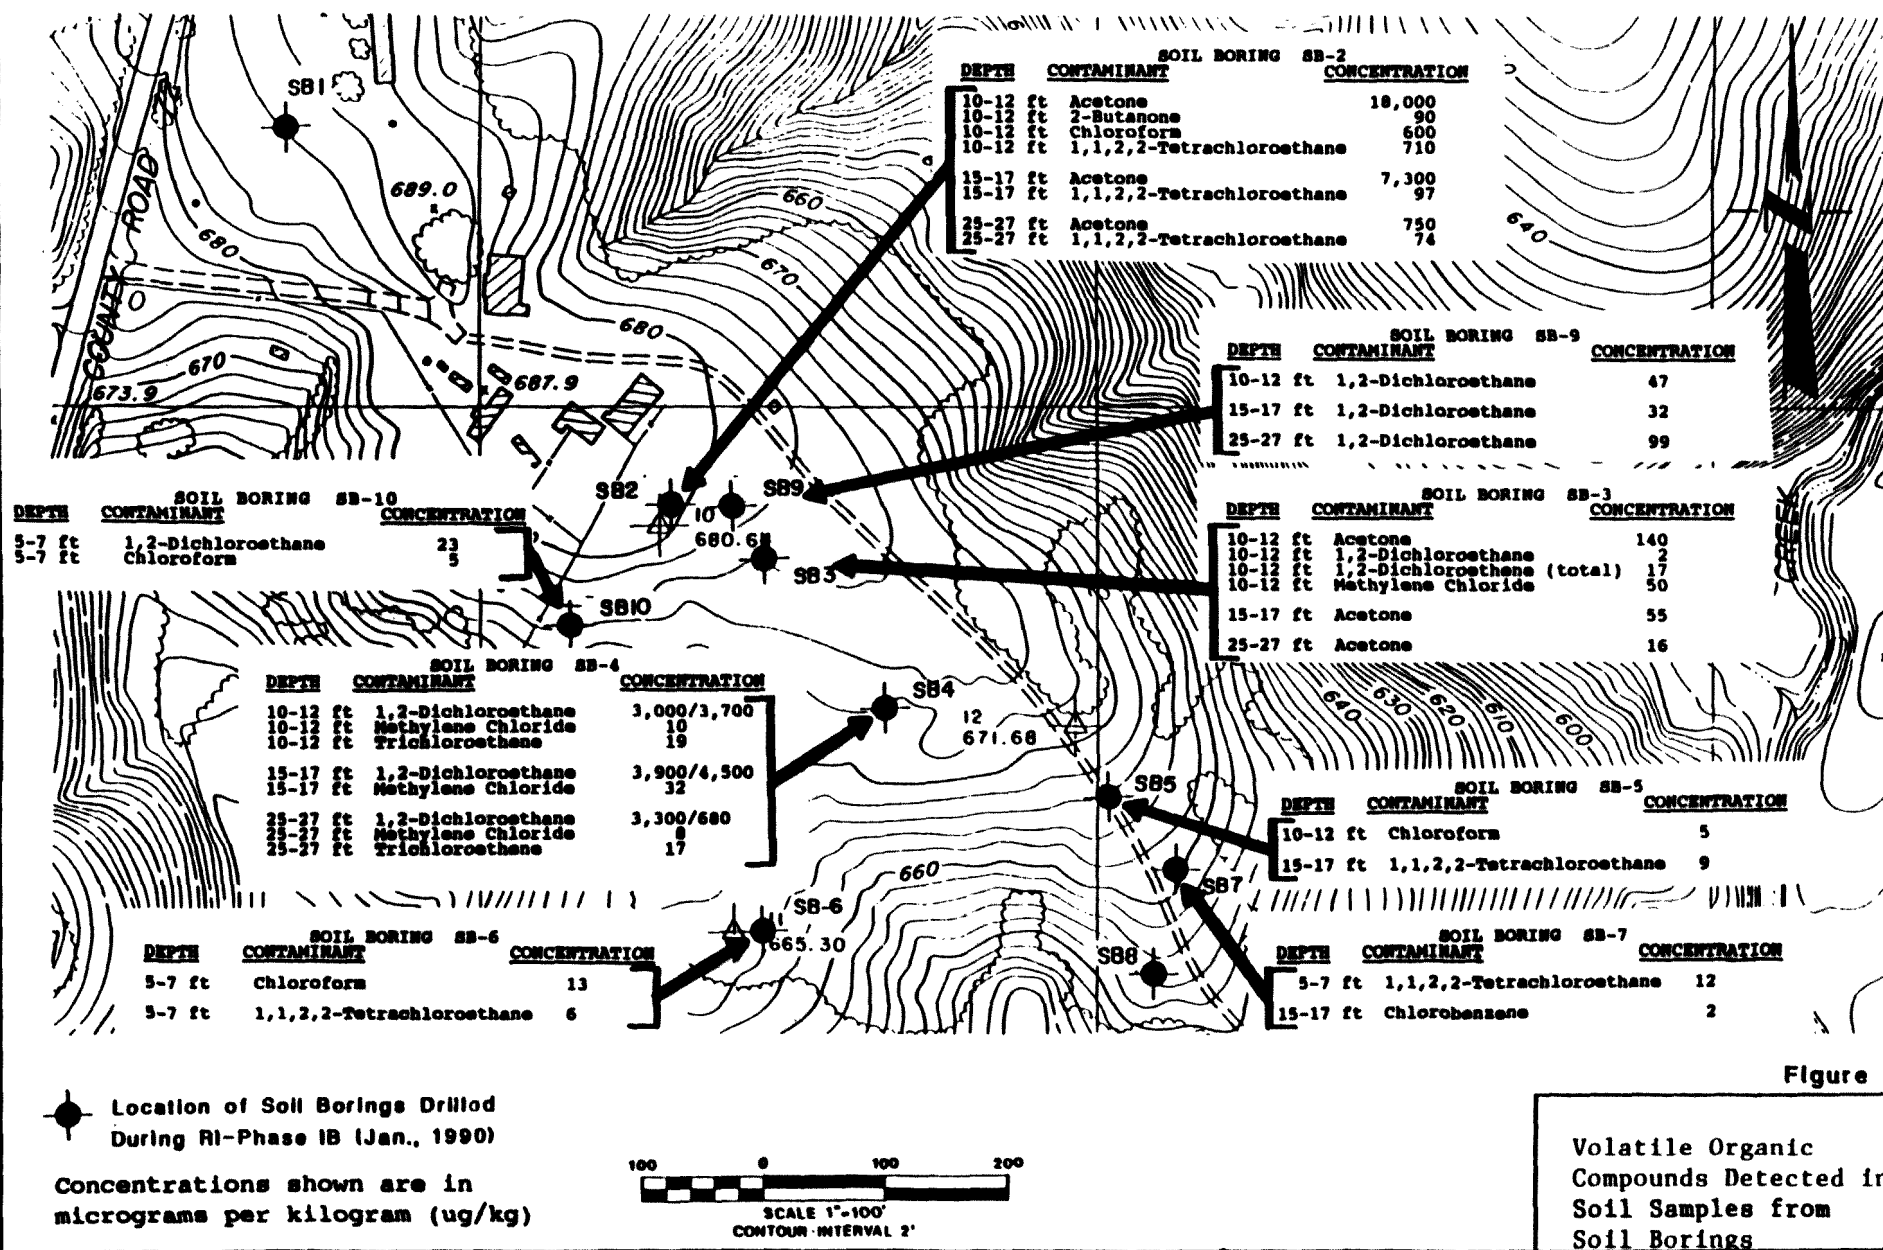 SOIL BORING SB-2
DEPTH CONTAMINANT CONCENTRATION
10-12 ft Acetone 18,000
10-12 ft 2-Butanone 90
10-12 ft Chloroform 600
10-12 ft 1,1,2,2-Tetrachloroethane 710
15-17 ft Acetone 7,300
15-17 ft 1,1,2,2-Tetrachloroethane 97
25-27 ft Acetone 750
25-27 ft 1,1,2,2-Tetrachloroethane 74
SOIL BORING SB-9
DEPTH CONTAMINANT CONCENTRATION
10-12 ft 1,2-Dichloroethane 47
15-17 ft 1,2-Dichloroethane 32
25-27 ft 1,2-Dichloroethane 99
SOIL BORING SB-3
DEPTH CONTAMINANT CONCENTRATION
10-12 ft Acetone 140
10-12 ft 1,2-Dichloroethane 2
10-12 ft 1,2-Dichloroethene (total) 17
10-12 ft Methylene Chloride 50
15-17 ft Acetone 55
25-27 ft Acetone 16
SOIL BORING SB-10
DEPTH CONTAMINANT CONCENTRATION
5-7 ft 1,2-Dichloroethane 23
5-7 ft Chloroform 5
SOIL BORING SB-4
DEPTH CONTAMINANT CONCENTRATION
10-12 ft 1,2-Dichloroethane 3,000/3,700
10-12 ft Methylene Chloride 10
10-12 ft Trichloroethene 19
15-17 ft 1,2-Dichloroethane 3,900/4,500
15-17 ft Methylene Chloride 32
25-27 ft 1,2-Dichloroethane 3,300/680
25-27 ft Methylene Chloride 8
25-27 ft Trichloroethene 17
SOIL BORING SB-5
DEPTH CONTAMINANT CONCENTRATION
10-12 ft Chloroform 5
15-17 ft 1,1,2,2-Tetrachloroethane 9
SOIL BORING SB-6
DEPTH CONTAMINANT CONCENTRATION
5-7 ft Chloroform 13
5-7 ft 1,1,2,2-Tetrachloroethane 6
SOIL BORING SB-7
DEPTH CONTAMINANT CONCENTRATION
5-7 ft 1,1,2,2-Tetrachloroethane 12
15-17 ft Chlorobenzene 2
SB1
COUNTY ROAD
689.0
680
670
673.9
687.9
680
660
670
640
SB2
SB9
10
SB3
SB10
SB4
12
671.68
640
630
620
610
600
CREEK
SB5
SB7
SB8
660
SB-6
11
665.30
Location of Soil Borings Drilled
During RI-Phase IB (Jan., 1990)
Concentrations shown are in
micrograms per kilogram (ug/kg)
100 0 100 200
SCALE 1"=100'
CONTOUR INTERVAL 2'
Figure
Volatile Organic
Compounds Detected in
Soil Samples from
Soil Borings